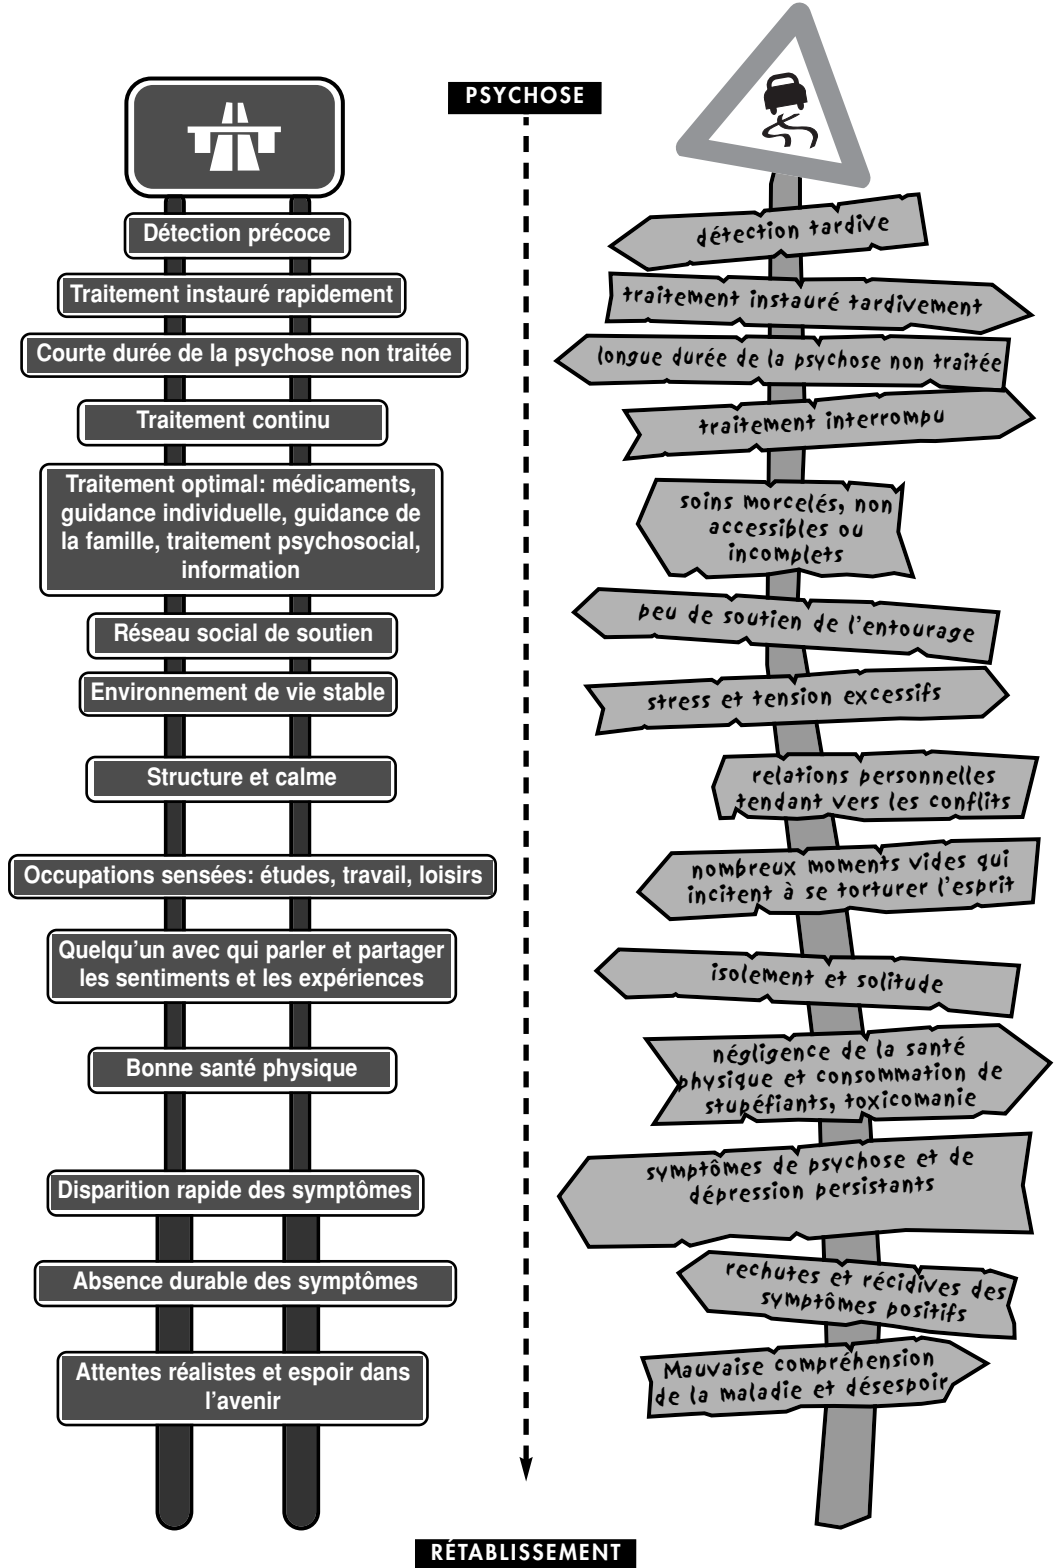 PSYCHOSE
Détection précoce
Traitement instauré rapidement
Courte durée de la psychose non traitée
Traitement continu
Traitement optimal: médicaments,
guidance individuelle, guidance de
la famille, traitement psychosocial,
information
Réseau social de soutien
Environnement de vie stable
Structure et calme
Occupations sensées: études, travail, loisirs
Quelqu'un avec qui parler et partager
les sentiments et les expériences
Bonne santé physique
Disparition rapide des symptômes
Absence durable des symptômes
Attentes réalistes et espoir dans
l'avenir
détection tardive
traitement instauré tardivement
longue durée de la psychose non traitée
traitement interrompu
soins morcelés, non
accessibles ou
incomplets
peu de soutien de l'entourage
stress et tension excessifs
relations personnelles
tendant vers les conflits
nombreux moments vides qui
incitent à se torturer l'esprit
isolement et solitude
négligence de la santé
physique et consommation de
stupéfiants, toxicomanie
symptômes de psychose et de
dépression persistants
rechutes et récidives des
symptômes positifs
Mauvaise compréhension
de la maladie et désespoir
RÉTABLISSEMENT